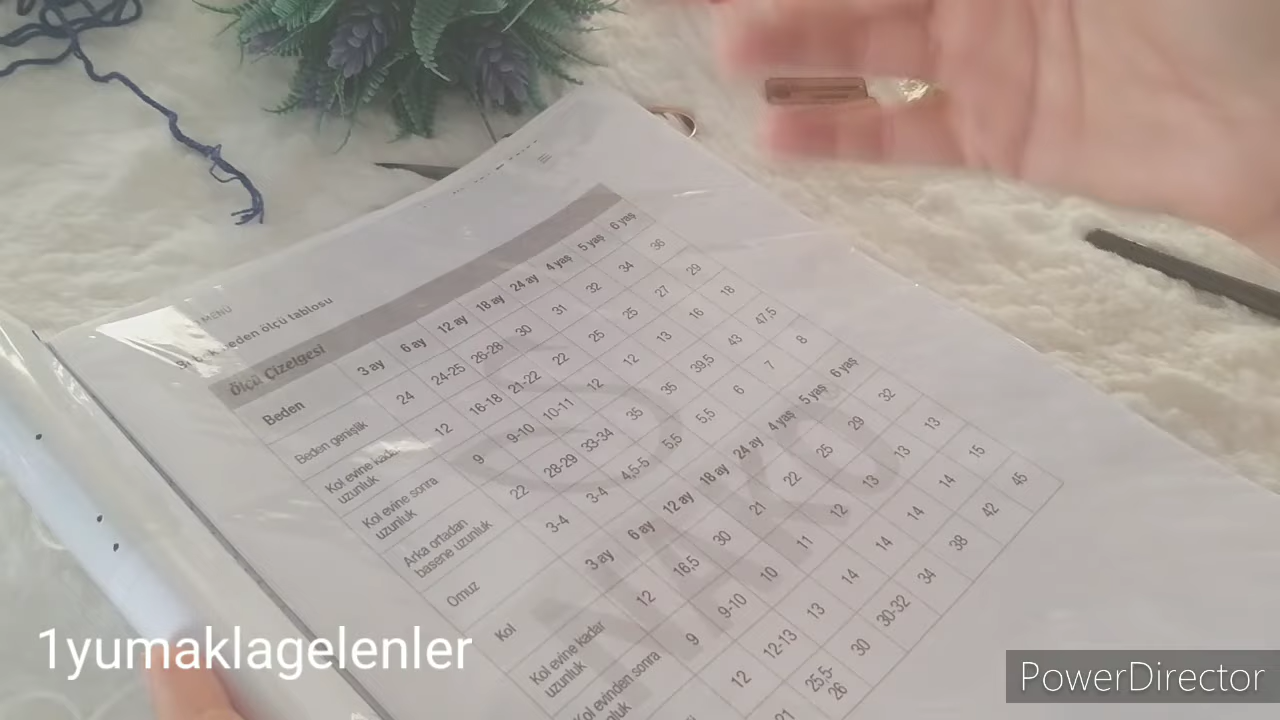 MENÜ
ölçü tablosu
Ölçü Çizelgesi
Beden 3 ay 6 ay 12 ay 18 ay 24 ay 4 yaş 5 yaş 6 yaş
Beden genişlik 24 24-25 26-28 30 31 32 34 36
Kol evine kadar uzunluk 12 16-18 21-22 22 25 25 27 29
Kol evine sonra uzunluk 9 9-10 10-11 12 12 13 16 18
Arka ortadan basene uzunluk 22 28-29 33-34 35 35 39,5 43 47,5
Omuz 3-4 3-4 4,5-5 5,5 5,5 6 7 8
Kol 3 ay 6 ay 12 ay 18 ay 24 ay 4 yaş 5 yaş 6 yaş
Kol evine kadar uzunluk 12 16,5 30 21 22 25 29 32
Kol evinden sonra 9 9-10 10 11 12 13 13 13
12 12-13 13 14 14 14 14 15
21 25,5-26 30 30-32 34 38 42 45
NAKO
1yumaklagelenler
PowerDirector